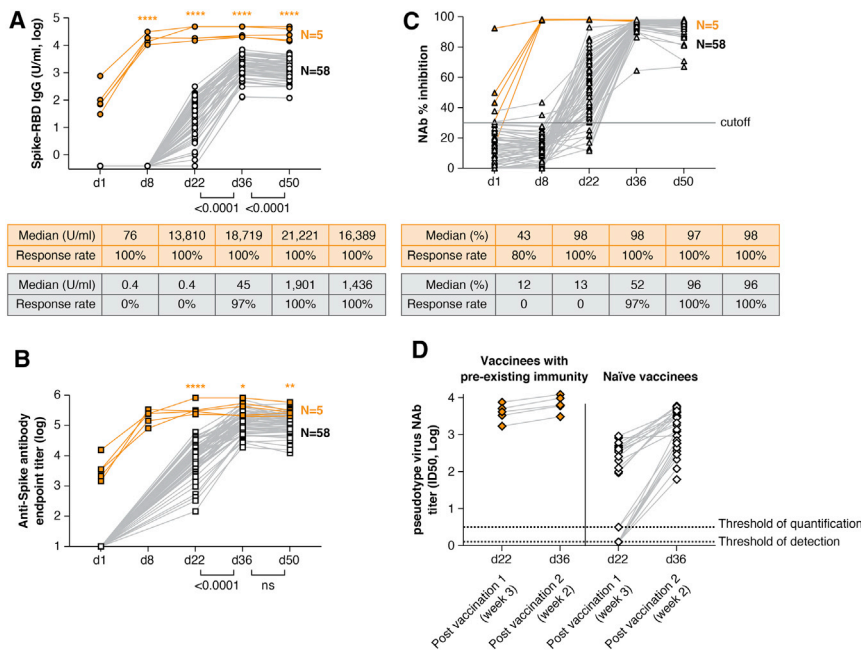 A
Spike-RBD IgG (U/ml, log)
5
4
3
2
1
0
****
****
****
****
N=5
N=58
d1 d8 d22 d36 d50
<0.0001 <0.0001
Median (U/ml) 76 13,810 18,719 21,221 16,389
Response rate 100% 100% 100% 100% 100%
Median (U/ml) 0.4 0.4 45 1,901 1,436
Response rate 0% 0% 97% 100% 100%
C
NAb % inhibition
100
80
60
40
20
0
N=5
N=58
cutoff
d1 d8 d22 d36 d50
Median (%) 43 98 98 97 98
Response rate 80% 100% 100% 100% 100%
Median (%) 12 13 52 96 96
Response rate 0 0 97% 100% 100%
B
Anti-Spike antibody
endpoint titer (log)
6
5
4
3
2
1
****
*
**
N=5
N=58
d1 d8 d22 d36 d50
<0.0001 ns
D
Vaccinees with
pre-existing immunity
Naïve vaccinees
pseudotype virus NAb
titer (ID50, Log)
4
3
2
1
0
Threshold of quantification
Threshold of detection
d22 d36 d22 d36
Post vaccination 1
(week 3)
Post vaccination 2
(week 2)
Post vaccination 1
(week 3)
Post vaccination 2
(week 2)